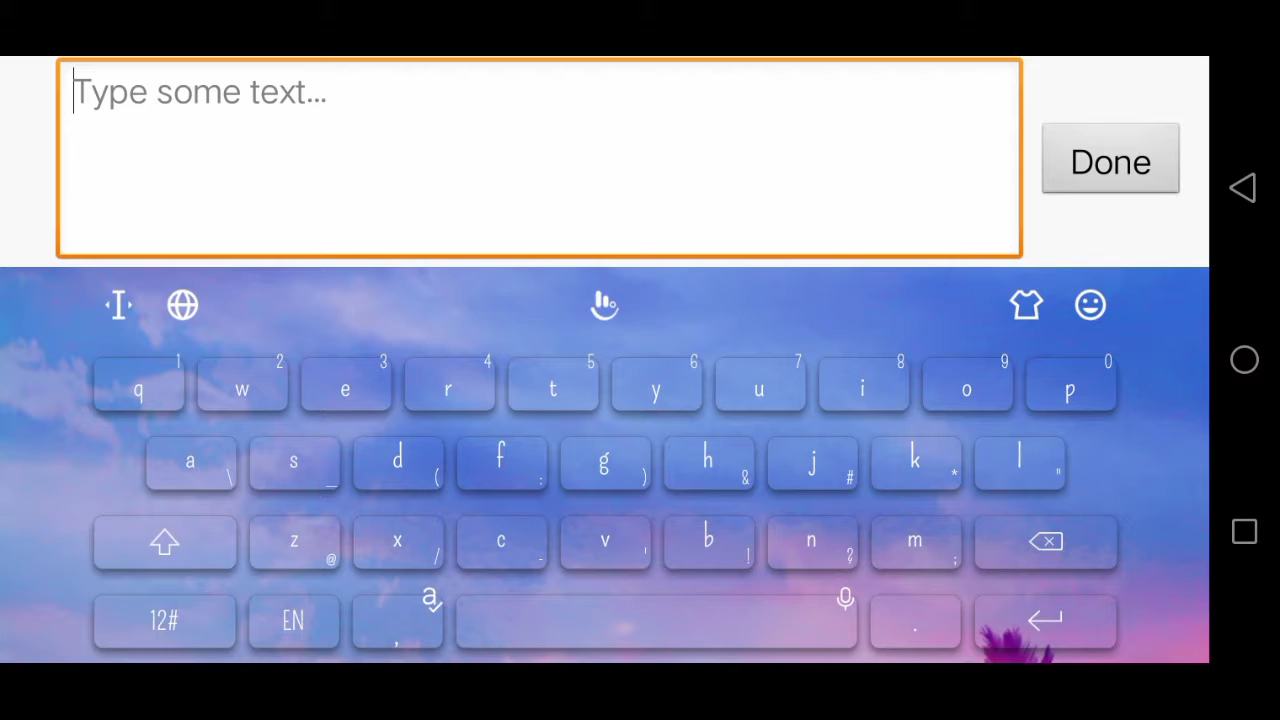 Type some text...
Done
1 2 3 4 5 6 7 8 9 0
q w e r t y u i o p
a s d f g h j k l
\ _ ( : ) & # * "
z x c v b n m
@ / - ' ! ? ;
12# EN , a .